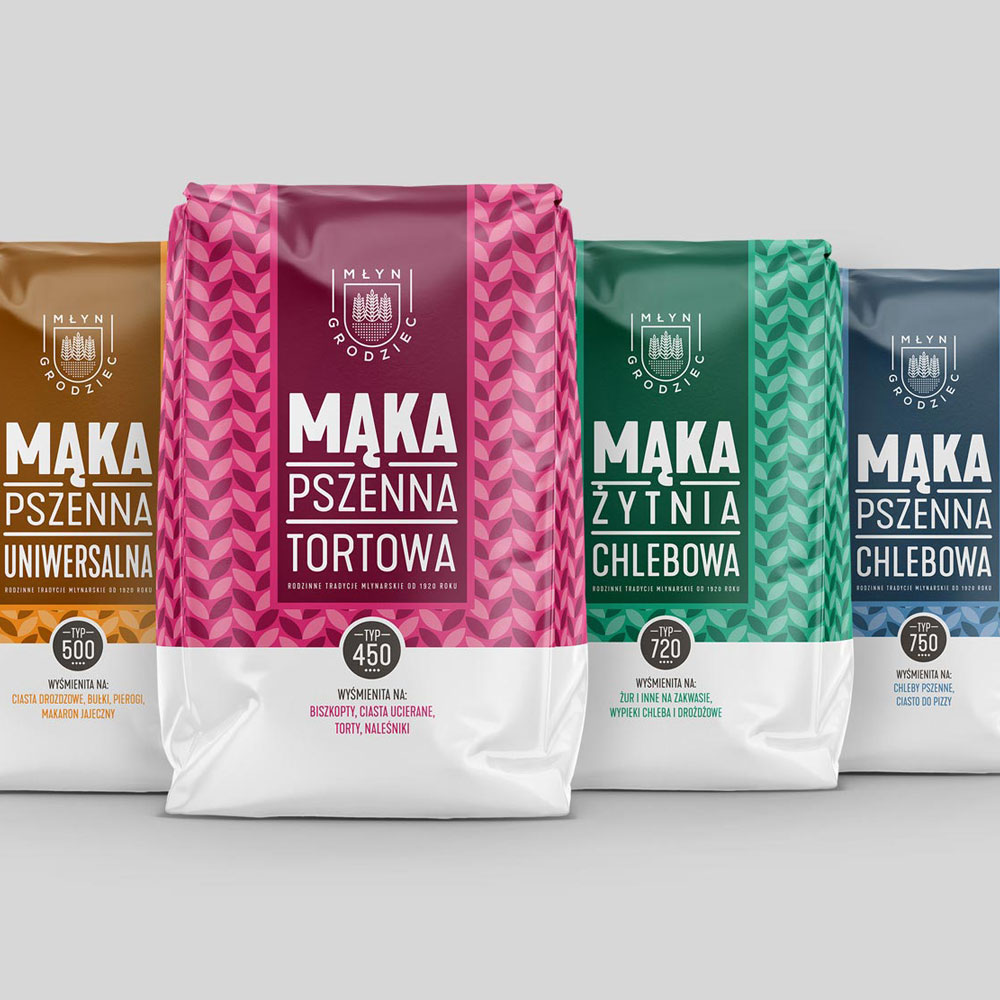 MŁYN
GRODZIEC
MĄKA
PSZENNA
UNIWERSALNA
RODZINNE TRADYCJE MŁYNARSKIE OD 1920 ROKU
TYP
500
WYŚMIENITA NA:
CIASTA DROŻDŻOWE, BUŁKI, PIEROGI,
MAKARON JAJECZNY
MŁYN
GRODZIEC
MĄKA
PSZENNA
TORTOWA
RODZINNE TRADYCJE MŁYNARSKIE OD 1920 ROKU
TYP
450
WYŚMIENITA NA:
BISZKOPTY, CIASTA UCIERANE,
TORTY, NALEŚNIKI
MŁYN
GRODZIEC
MĄKA
ŻYTNIA
CHLEBOWA
RODZINNE TRADYCJE MŁYNARSKIE OD 1920 ROKU
TYP
720
WYŚMIENITA NA:
ŻUR I INNE NA ZAKWASIE,
WYPIEKI CHLEBA I DROŻDŻOWE
MŁYN
GRODZIEC
MĄKA
PSZENNA
CHLEBOWA
RODZINNE TRADYCJE MŁYNARSKIE OD 1920 ROKU
TYP
750
WYŚMIENITA NA:
CHLEBY PSZENNE,
CIASTO DO PIZZY